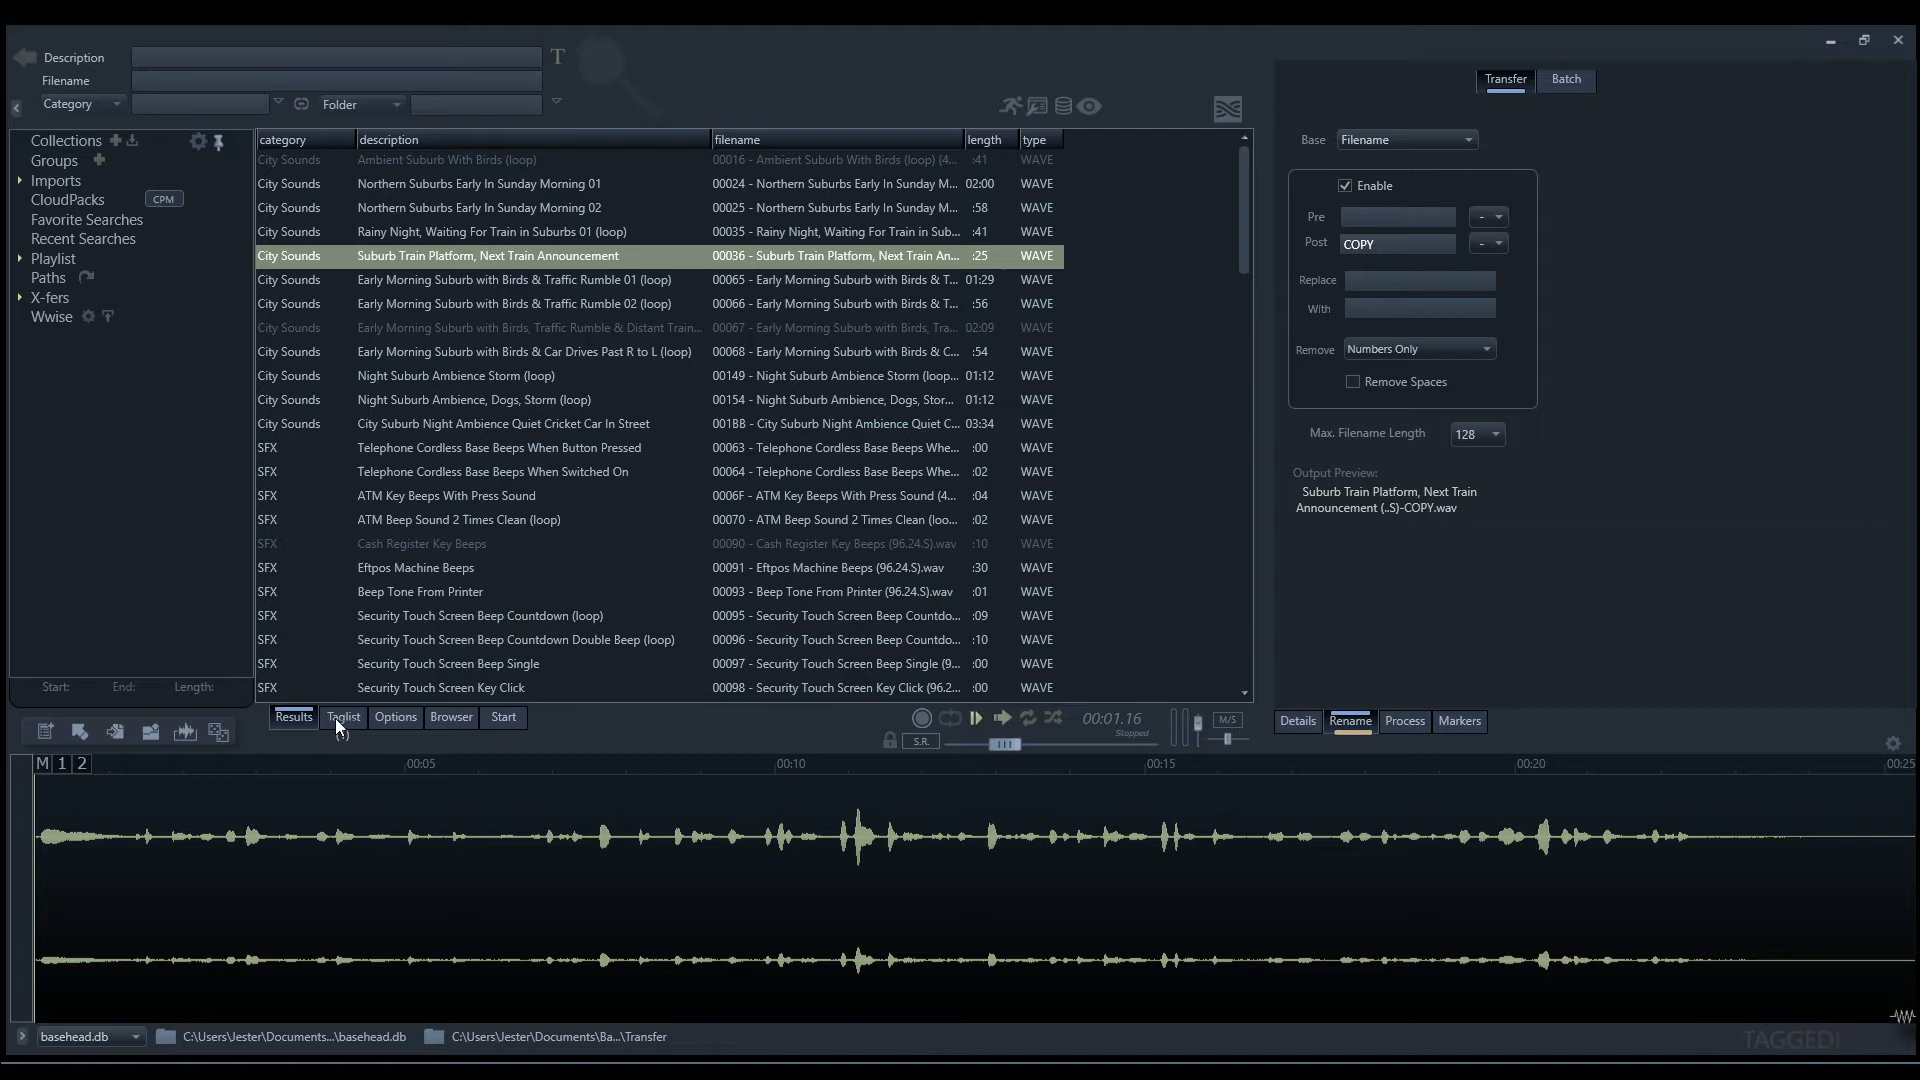 Description
T
Filename
Category
Folder
Collections
Groups
Imports
CloudPacks CPM
Favorite Searches
Recent Searches
Playlist
Paths
X-fers
Wwise
Start: End: Length:
category description filename length type
City Sounds Ambient Suburb With Birds (loop) 00016 - Ambient Suburb With Birds (loop) (4... :41 WAVE
City Sounds Northern Suburbs Early In Sunday Morning 01 00024 - Northern Suburbs Early In Sunday M... 02:00 WAVE
City Sounds Northern Suburbs Early In Sunday Morning 02 00025 - Northern Suburbs Early In Sunday M... :58 WAVE
City Sounds Rainy Night, Waiting For Train in Suburbs 01 (loop) 00035 - Rainy Night, Waiting For Train in Sub... :41 WAVE
City Sounds Suburb Train Platform, Next Train Announcement 00036 - Suburb Train Platform, Next Train An... :25 WAVE
City Sounds Early Morning Suburb with Birds & Traffic Rumble 01 (loop) 00065 - Early Morning Suburb with Birds & T... 01:29 WAVE
City Sounds Early Morning Suburb with Birds & Traffic Rumble 02 (loop) 00066 - Early Morning Suburb with Birds & T... :56 WAVE
City Sounds Early Morning Suburb with Birds, Traffic Rumble & Distant Train... 00067 - Early Morning Suburb with Birds, Tra... 02:09 WAVE
City Sounds Early Morning Suburb with Birds & Car Drives Past R to L (loop) 00068 - Early Morning Suburb with Birds & C... :54 WAVE
City Sounds Night Suburb Ambience Storm (loop) 00149 - Night Suburb Ambience Storm (loop... 01:12 WAVE
City Sounds Night Suburb Ambience, Dogs, Storm (loop) 00154 - Night Suburb Ambience, Dogs, Stor... 01:12 WAVE
City Sounds City Suburb Night Ambience Quiet Cricket Car In Street 001BB - City Suburb Night Ambience Quiet C... 03:34 WAVE
SFX Telephone Cordless Base Beeps When Button Pressed 00063 - Telephone Cordless Base Beeps Whe... :00 WAVE
SFX Telephone Cordless Base Beeps When Switched On 00064 - Telephone Cordless Base Beeps Whe... :02 WAVE
SFX ATM Key Beeps With Press Sound 0006F - ATM Key Beeps With Press Sound (4... :04 WAVE
SFX ATM Beep Sound 2 Times Clean (loop) 00070 - ATM Beep Sound 2 Times Clean (loo... :02 WAVE
SFX Cash Register Key Beeps 00090 - Cash Register Key Beeps (96.24.S).wav :10 WAVE
SFX Eftpos Machine Beeps 00091 - Eftpos Machine Beeps (96.24.S).wav :30 WAVE
SFX Beep Tone From Printer 00093 - Beep Tone From Printer (96.24.S).wav :01 WAVE
SFX Security Touch Screen Beep Countdown (loop) 00095 - Security Touch Screen Beep Countdo... :09 WAVE
SFX Security Touch Screen Beep Countdown Double Beep (loop) 00096 - Security Touch Screen Beep Countdo... :10 WAVE
SFX Security Touch Screen Beep Single 00097 - Security Touch Screen Beep Single (9... :00 WAVE
SFX Security Touch Screen Key Click 00098 - Security Touch Screen Key Click (96.2... :00 WAVE
Results Taglist Options Browser Start
00:01.16
Stopped
S.R.
M/S
Transfer Batch
Base Filename
Enable
Pre -
Post COPY -
Replace
With
Remove Numbers Only
Remove Spaces
Max. Filename Length 128
Output Preview:
Suburb Train Platform, Next Train
Announcement (..S)-COPY.wav
Details Rename Process Markers
M 1 2 00:05 00:10 00:15 00:20 00:25
basehead.db C:\Users\Jester\Documents...\basehead.db C:\Users\Jester\Documents\Ba...\Transfer
TAGGED!